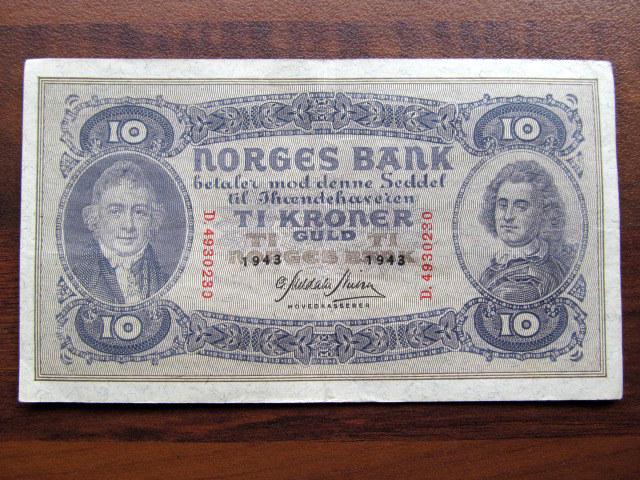 10 10
NORGES BANK
betaler mod denne Seddel
til Ihændehaveren
TI KRONER
TI GULD TI
NORGES BANK
1943 1943
D.4930230
D.4930230
HOVEDKASSERER
10 10